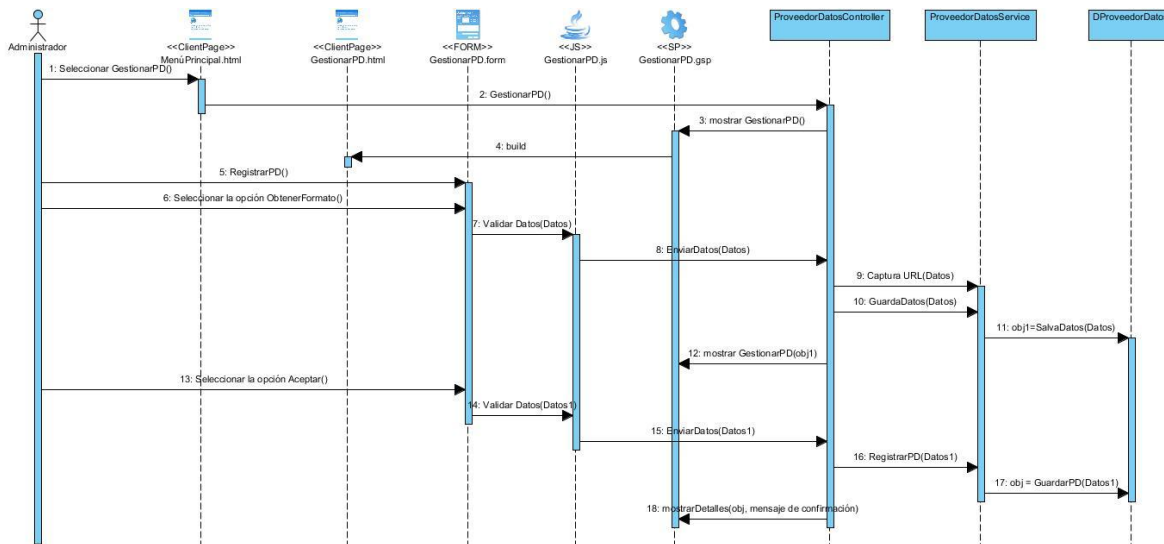 Administrador
<<ClientPage>>
MenúPrincipal.html
<<ClientPage>>
GestionarPD.html
<<FORM>>
GestionarPD.form
<<JS>>
GestionarPD.js
<<SP>>
GestionarPD.gsp
ProveedorDatosController
ProveedorDatosService
DProveedorDatos
1: Seleccionar GestionarPD()
2: GestionarPD()
3: mostrar GestionarPD()
4: build
5: RegistrarPD()
6: Seleccionar la opción ObtenerFormato()
7: Validar Datos(Datos)
8: EnviarDatos(Datos)
9: Captura URL(Datos)
10: GuardaDatos(Datos)
11: obj1=SalvaDatos(Datos)
12: mostrar GestionarPD(obj1)
13: Seleccionar la opción Aceptar()
14: Validar Datos(Datos1)
15: EnviarDatos(Datos1)
16: RegistrarPD(Datos1)
17: obj = GuardarPD(Datos1)
18: mostrarDetalles(obj, mensaje de confirmación)